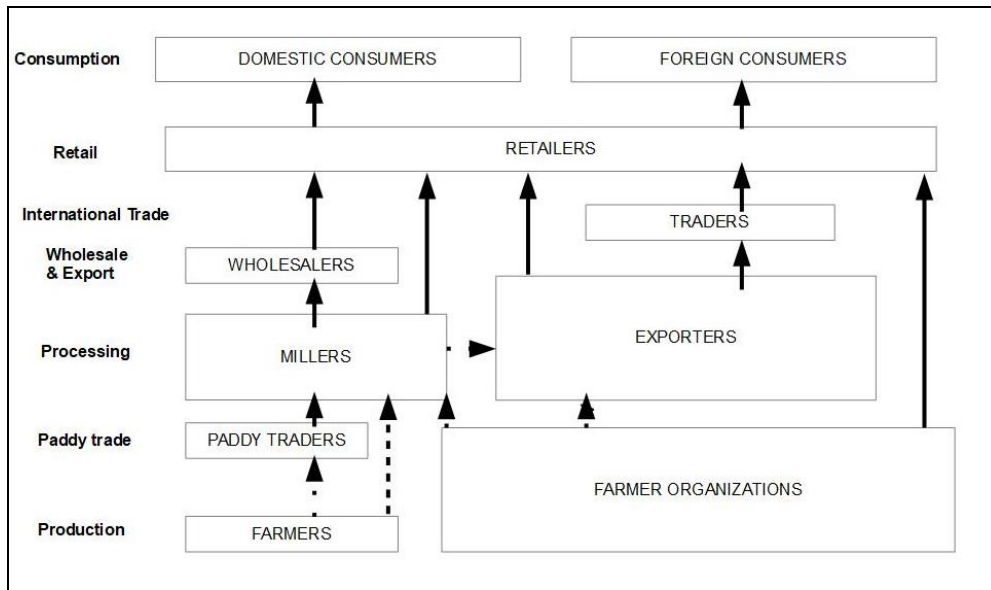 Consumption
DOMESTIC CONSUMERS
FOREIGN CONSUMERS
Retail
RETAILERS
International Trade
TRADERS
Wholesale
& Export
WHOLESALERS
Processing
MILLERS
EXPORTERS
Paddy trade
PADDY TRADERS
FARMER ORGANIZATIONS
Production
FARMERS